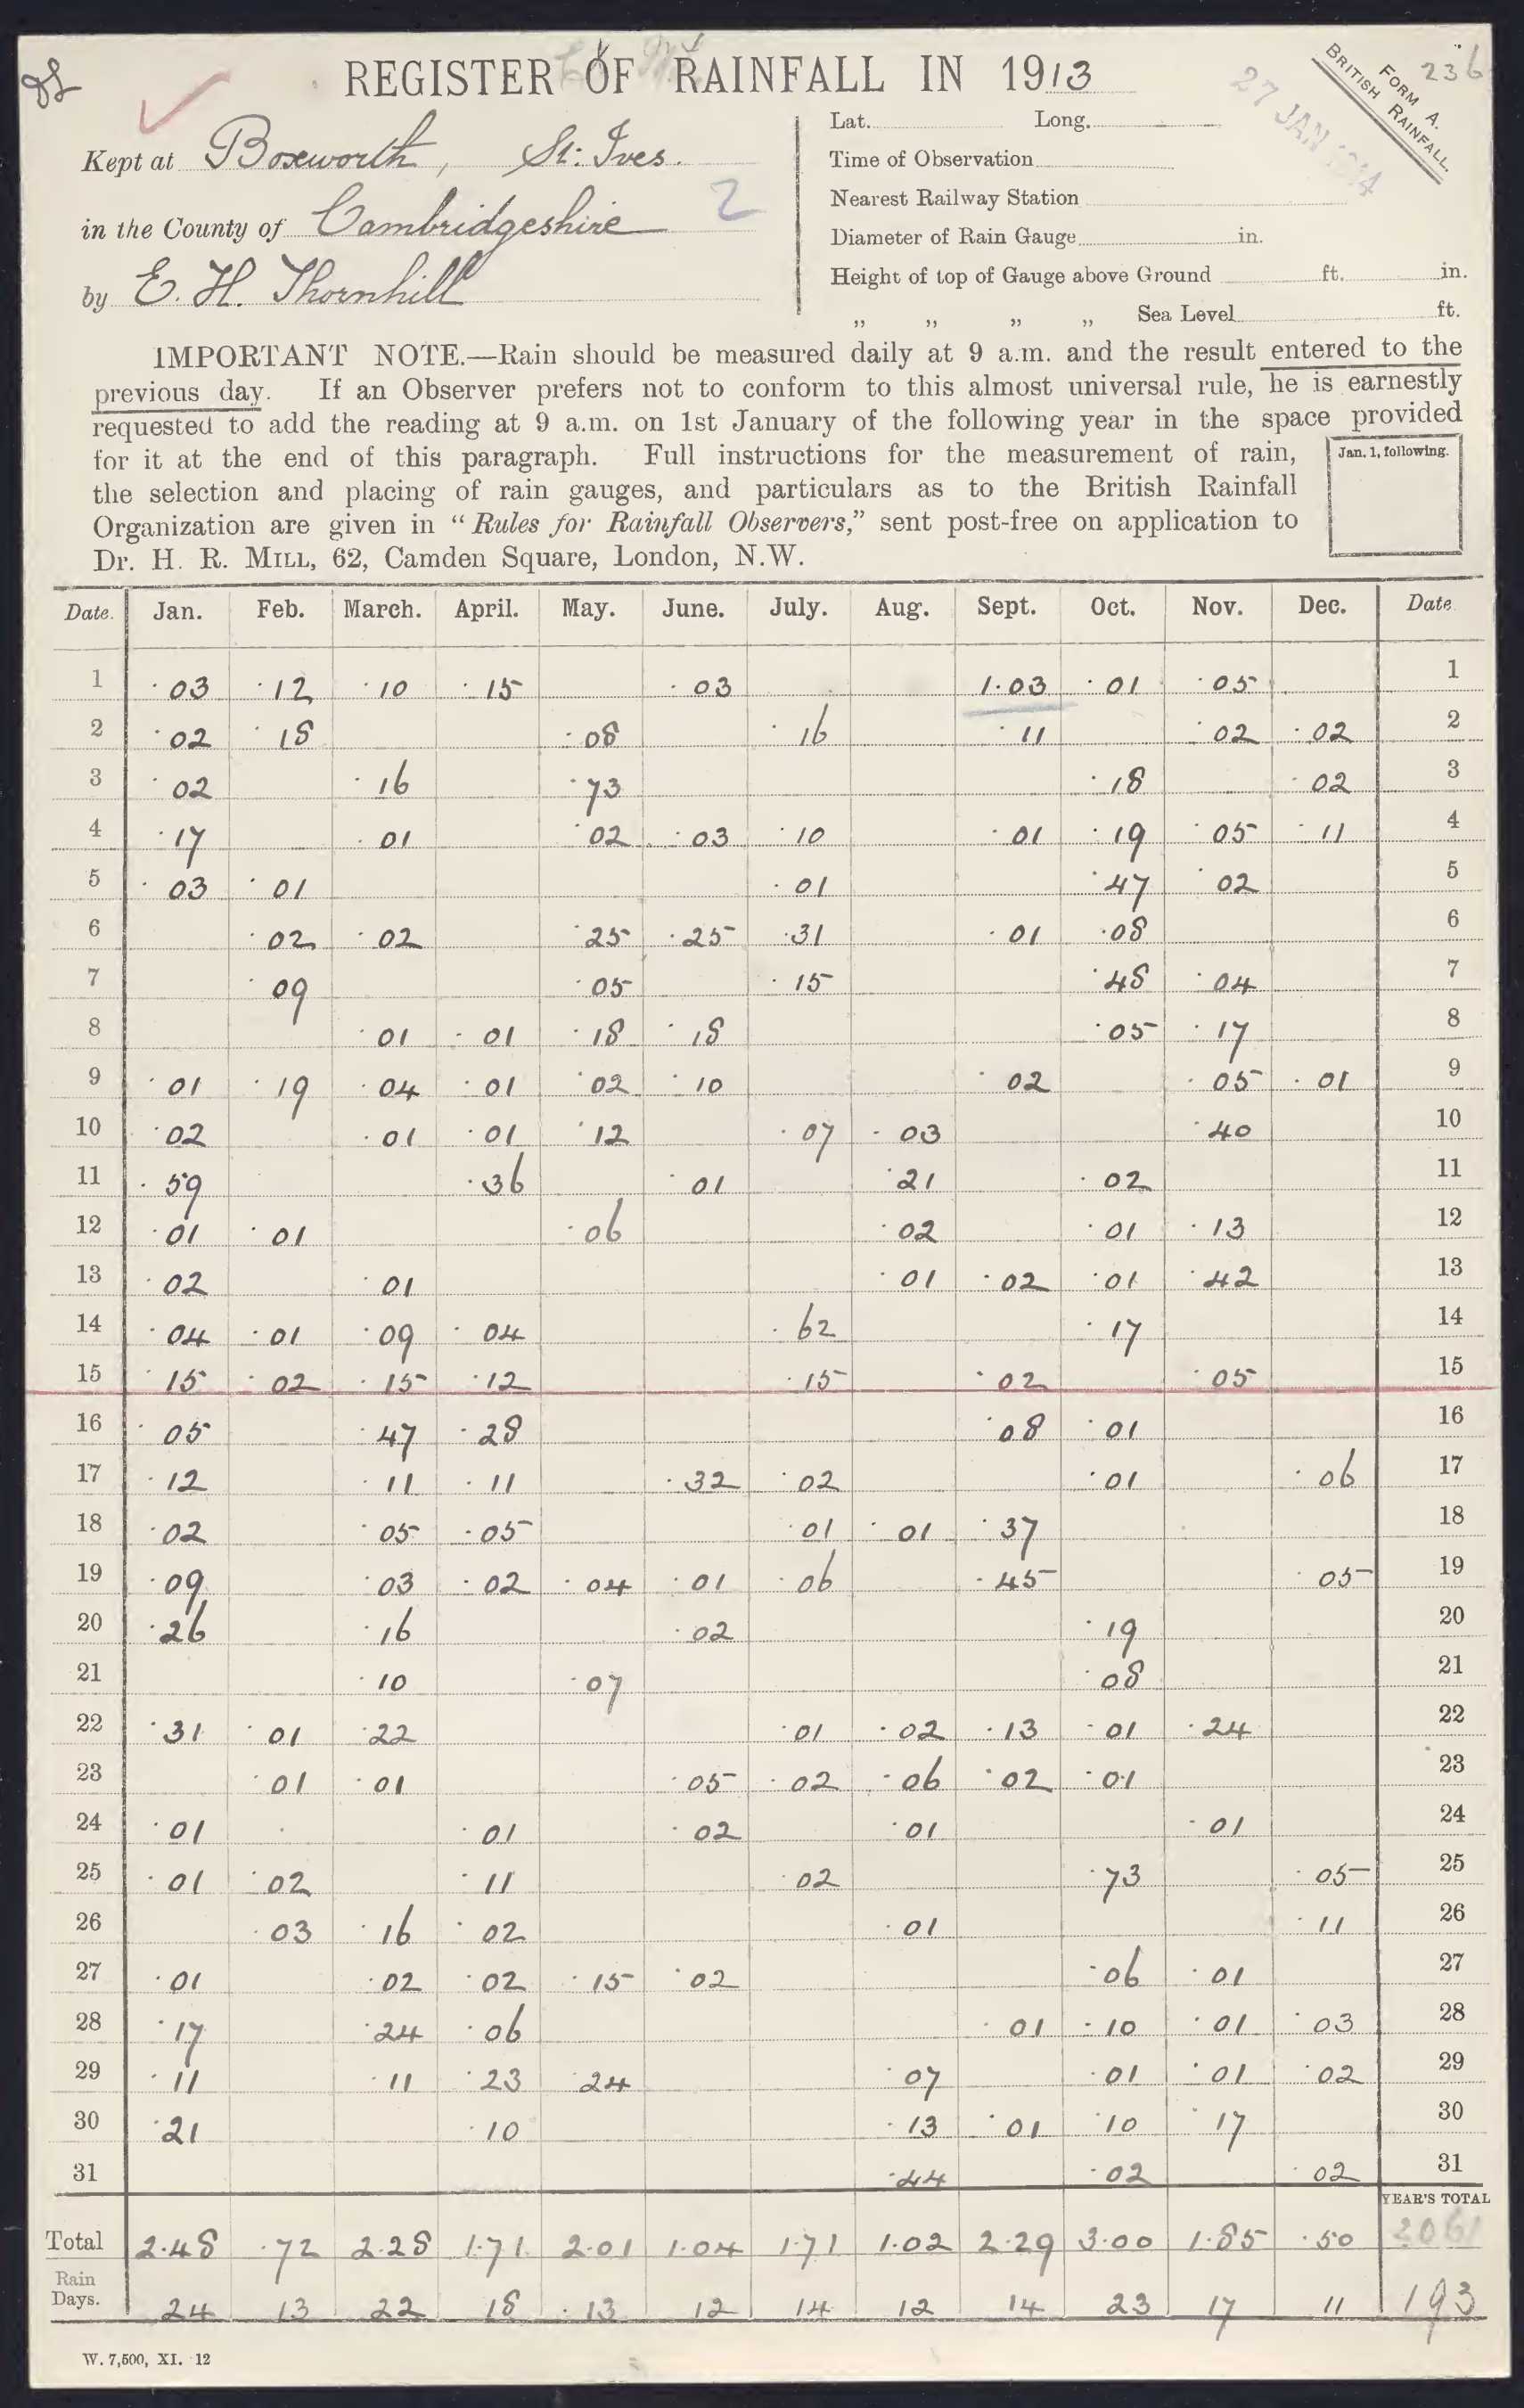 REGISTER OF RAINFALL IN 1913
236
FORM A.
BRITISH RAINFALL.
27 JAN 1914
Kept at Boxworth, St. Ives.
in the County of Cambridgeshire 2
by E. H. Thornhill
Lat. Long.
Time of Observation
Nearest Railway Station
Diameter of Rain Gauge in.
Height of top of Gauge above Ground ft. in.
„ „ „ „ Sea Level ft.
IMPORTANT NOTE.—Rain should be measured daily at 9 a.m. and the result entered to the
previous day. If an Observer prefers not to conform to this almost universal rule, he is earnestly
requested to add the reading at 9 a.m. on 1st January of the following year in the space provided
for it at the end of this paragraph. Full instructions for the measurement of rain,
the selection and placing of rain gauges, and particulars as to the British Rainfall
Organization are given in “Rules for Rainfall Observers,” sent post-free on application to
Dr. H. R. MILL, 62, Camden Square, London, N.W.
Jan. 1, following.
Date. Jan. Feb. March. April. May. June. July. Aug. Sept. Oct. Nov. Dec. Date.
1 ·03 ·12 ·10 ·15 ·03 1·03 ·01 ·05 1
2 ·02 ·18 ·08 ·16 ·11 ·02 ·02 2
3 ·02 ·16 ·73 ·18 ·02 3
4 ·17 ·01 ·02 ·03 ·10 ·01 ·19 ·05 ·11 4
5 ·03 ·01 ·01 ·47 ·02 5
6 ·02 ·02 ·25 ·25 ·31 ·01 ·08 6
7 ·09 ·05 ·15 ·48 ·04 7
8 ·01 ·01 ·18 ·18 ·05 ·17 8
9 ·01 ·19 ·04 ·01 ·02 ·10 ·02 ·05 ·01 9
10 ·02 ·01 ·01 ·12 ·07 ·03 ·40 10
11 ·59 ·36 ·01 ·21 ·02 11
12 ·01 ·01 ·06 ·02 ·01 ·13 12
13 ·02 ·01 ·01 ·02 ·01 ·42 13
14 ·04 ·01 ·09 ·04 ·62 ·17 14
15 ·15 ·02 ·15 ·12 ·15 ·02 ·05 15
16 ·05 ·47 ·28 ·08 ·01 16
17 ·12 ·11 ·11 ·32 ·02 ·01 ·06 17
18 ·02 ·05 ·05 ·01 ·01 ·37 18
19 ·09 ·03 ·02 ·04 ·01 ·06 ·45 ·05 19
20 ·26 ·16 ·02 ·19 20
21 ·10 ·07 ·08 21
22 ·31 ·01 ·22 ·01 ·02 ·13 ·01 ·24 22
23 ·01 ·01 ·05 ·02 ·06 ·02 ·01 23
24 ·01 ·01 ·02 ·01 ·01 24
25 ·01 ·02 ·11 ·02 ·73 ·05 25
26 ·03 ·16 ·02 ·01 ·11 26
27 ·01 ·02 ·02 ·15 ·02 ·06 ·01 27
28 ·17 ·24 ·06 ·01 ·10 ·01 ·03 28
29 ·11 ·11 ·23 ·24 ·07 ·01 ·01 ·02 29
30 ·21 ·10 ·13 ·01 ·10 ·17 30
31 ·44 ·02 ·02 31
YEAR'S TOTAL
Total 2·48 ·72 2·28 1·71 2·01 1·04 1·71 1·02 2·29 3·00 1·85 ·50 2061
Rain Days. 24 13 22 18 13 12 14 12 14 23 17 11 193
W. 7,500, XI. 12